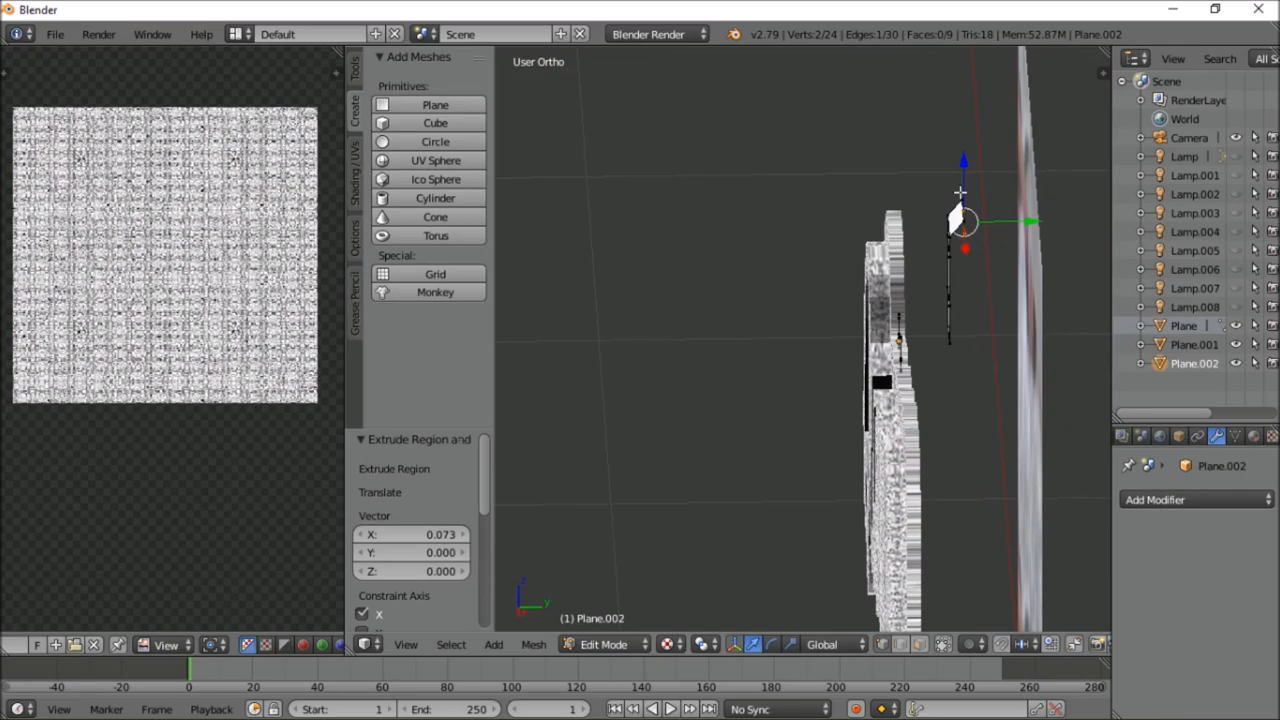 Blender
File Render Window Help Default Scene Blender Render v2.79 | Verts:2/24 | Edges:1/30 | Faces:0/9 | Tris:18 | Mem:52.87M | Plane.002
Tools
Create
Shading / UVs
Options
Grease Pencil
Add Meshes
Primitives:
Plane
Cube
Circle
UV Sphere
Ico Sphere
Cylinder
Cone
Torus
Special:
Grid
Monkey
Extrude Region and
Extrude Region
Translate
Vector
X: 0.073
Y: 0.000
Z: 0.000
Constraint Axis
X
User Ortho
z
y
(1) Plane.002
View Search All S
Scene
RenderLaye
World
Camera
Lamp
Lamp.001
Lamp.002
Lamp.003
Lamp.004
Lamp.005
Lamp.006
Lamp.007
Lamp.008
Plane
Plane.001
Plane.002
Plane.002
Add Modifier
F View
View Select Add Mesh Edit Mode Global
-40 -20 0 20 40 60 80 100 120 140 160 180 200 220 240 260 280
View Marker Frame Playback Start: 1 End: 250 1 No Sync